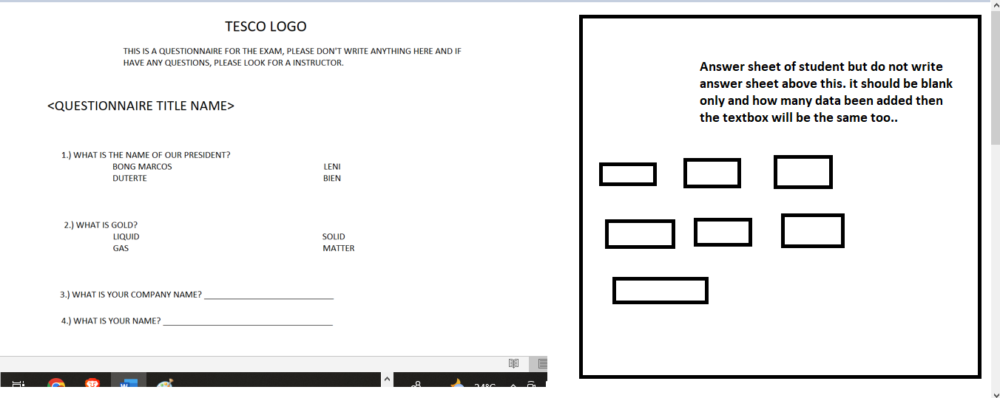 TESCO LOGO
THIS IS A QUESTIONNAIRE FOR THE EXAM, PLEASE DON'T WRITE ANYTHING HERE AND IF
HAVE ANY QUESTIONS, PLEASE LOOK FOR A INSTRUCTOR.
<QUESTIONNAIRE TITLE NAME>
1.) WHAT IS THE NAME OF OUR PRESIDENT?
BONG MARCOS LENI
DUTERTE BIEN
2.) WHAT IS GOLD?
LIQUID SOLID
GAS MATTER
3.) WHAT IS YOUR COMPANY NAME? ____________________
4.) WHAT IS YOUR NAME? ____________________
Answer sheet of student but do not write
answer sheet above this. it should be blank
only and how many data been added then
the textbox will be the same too..